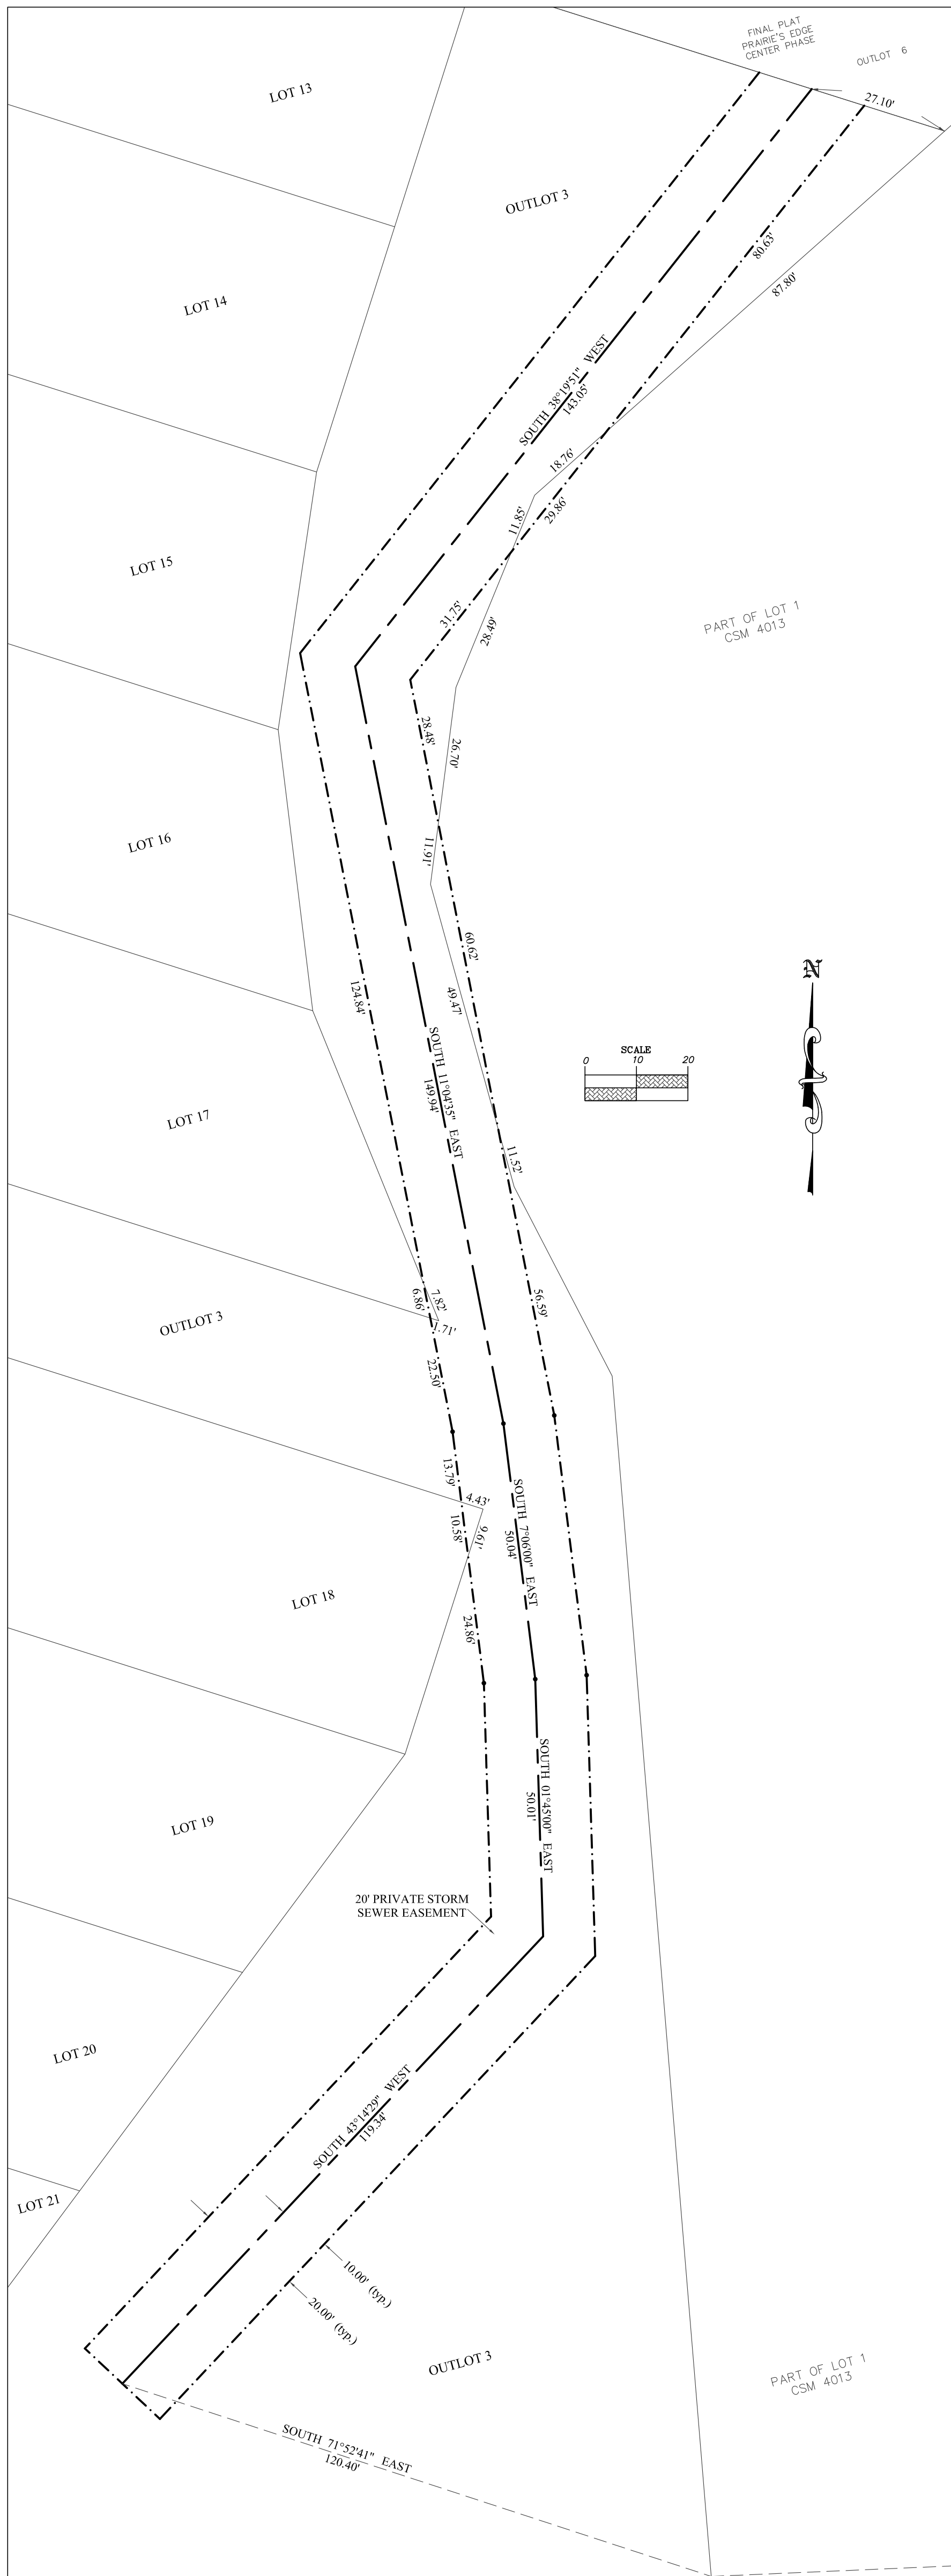 FINAL PLAT
PRAIRIE'S EDGE
CENTER PHASE
OUTLOT 6
27.10'
LOT 13
OUTLOT 3
80.63'
87.80'
LOT 14
SOUTH 38°19'51" WEST
143.05'
18.76'
29.86'
11.85'
LOT 15
31.75'
28.49'
PART OF LOT 1
CSM 4013
28.48'
26.70'
LOT 16
11.91'
60.62'
49.47'
124.84'
N
SCALE
0 10 20
SOUTH 11°04'35" EAST
149.94'
LOT 17
11.52'
56.59'
7.82'
6.86'
1.71'
OUTLOT 3
22.50'
13.79'
4.43'
10.58'
9.61'
SOUTH 7°06'00" EAST
50.04'
LOT 18
24.86'
SOUTH 01°45'00" EAST
50.01'
LOT 19
20' PRIVATE STORM
SEWER EASEMENT
LOT 20
SOUTH 43°14'29" WEST
119.34'
LOT 21
10.00' (typ.)
20.00' (typ.)
OUTLOT 3
PART OF LOT 1
CSM 4013
SOUTH 71°52'41" EAST
120.40'